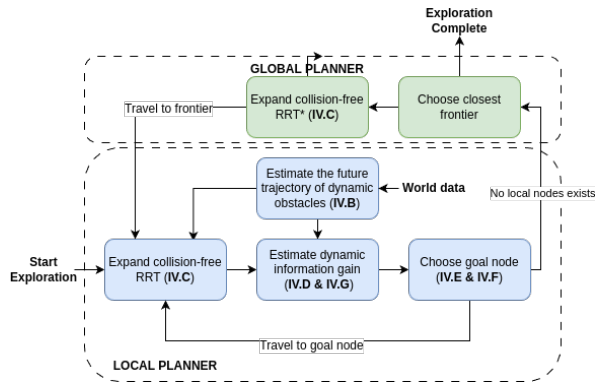 Exploration
Complete
GLOBAL PLANNER
Travel to frontier
Expand collision-free
RRT* (IV.C)
Choose closest
frontier
Estimate the future
trajectory of dynamic
obstacles (IV.B)
World data
No local nodes exists
Start
Exploration
Expand collision-free
RRT (IV.C)
Estimate dynamic
information gain
(IV.D & IV.G)
Choose goal node
(IV.E & IV.F)
Travel to goal node
LOCAL PLANNER